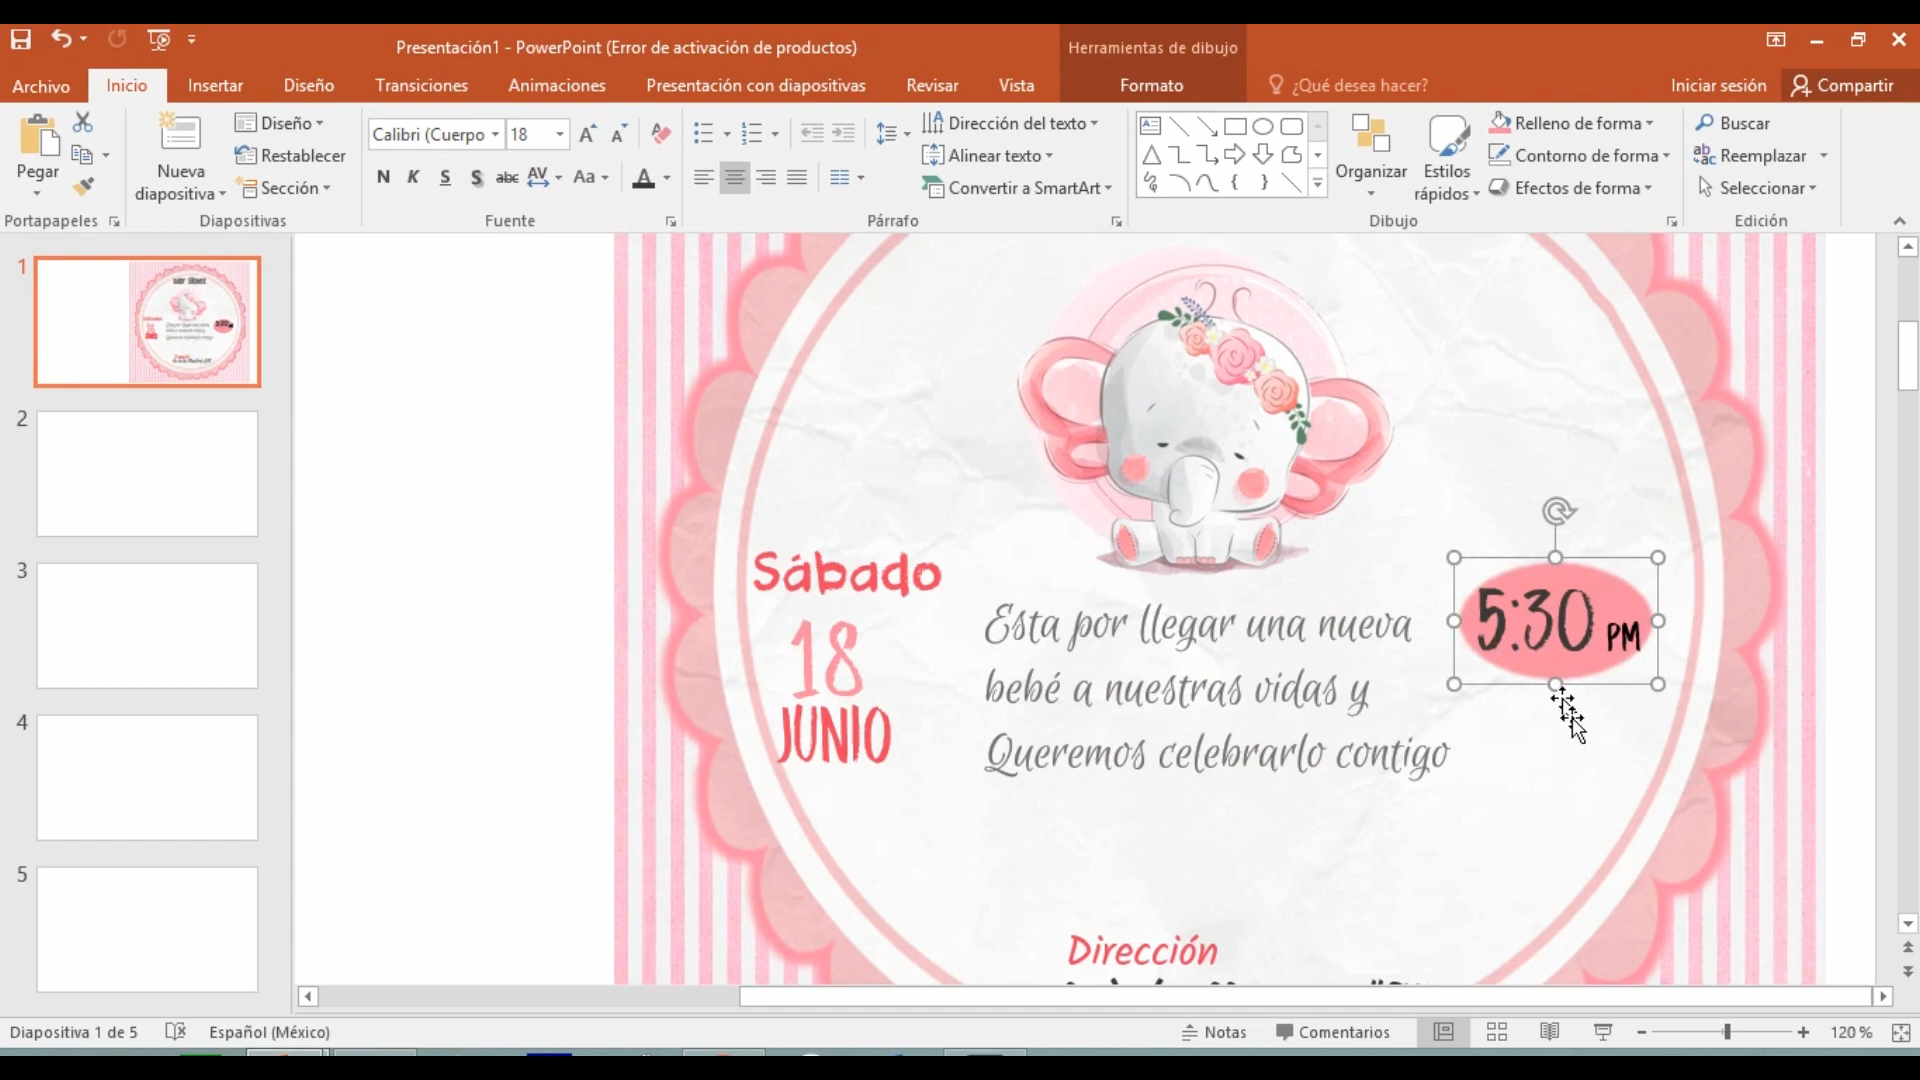 Presentación1 - PowerPoint (Error de activación de productos)
Herramientas de dibujo
Archivo
Inicio
Insertar
Diseño
Transiciones
Animaciones
Presentación con diapositivas
Revisar
Vista
Formato
¿Qué desea hacer?
Iniciar sesión
Compartir
Pegar
Portapapeles
Nueva
diapositiva
Diseño
Restablecer
Sección
Diapositivas
Calibri (Cuerpo
18
N K S S abc AV Aa A
Fuente
Dirección del texto
Alinear texto
Convertir a SmartArt
Párrafo
Organizar
Estilos
rápidos
Relleno de forma
Contorno de forma
Efectos de forma
Dibujo
Buscar
Reemplazar
Seleccionar
Edición
1
2
3
4
5
Sábado
18
JUNIO
Esta por llegar una nueva
bebé a nuestras vidas y
Queremos celebrarlo contigo
5:30 PM
Dirección
Diapositiva 1 de 5
Español (México)
Notas
Comentarios
120 %